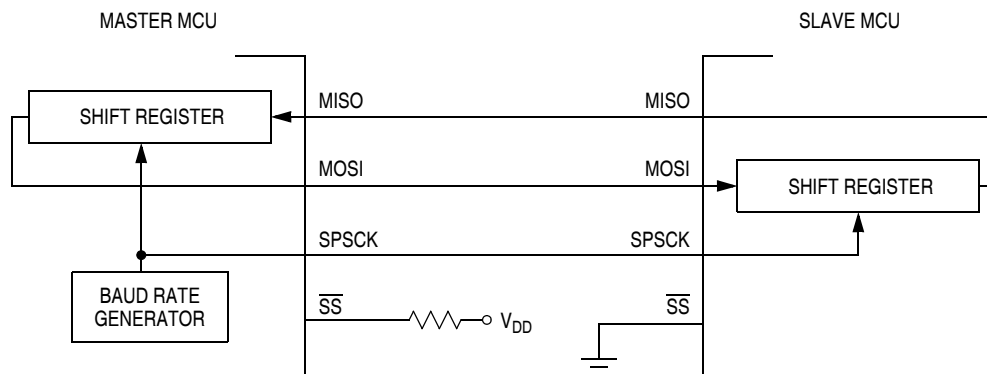 MASTER MCU
SLAVE MCU
SHIFT REGISTER
MISO
MISO
MOSI
MOSI
SHIFT REGISTER
SPSCK
SPSCK
BAUD RATE
GENERATOR
SS
VDD
SS